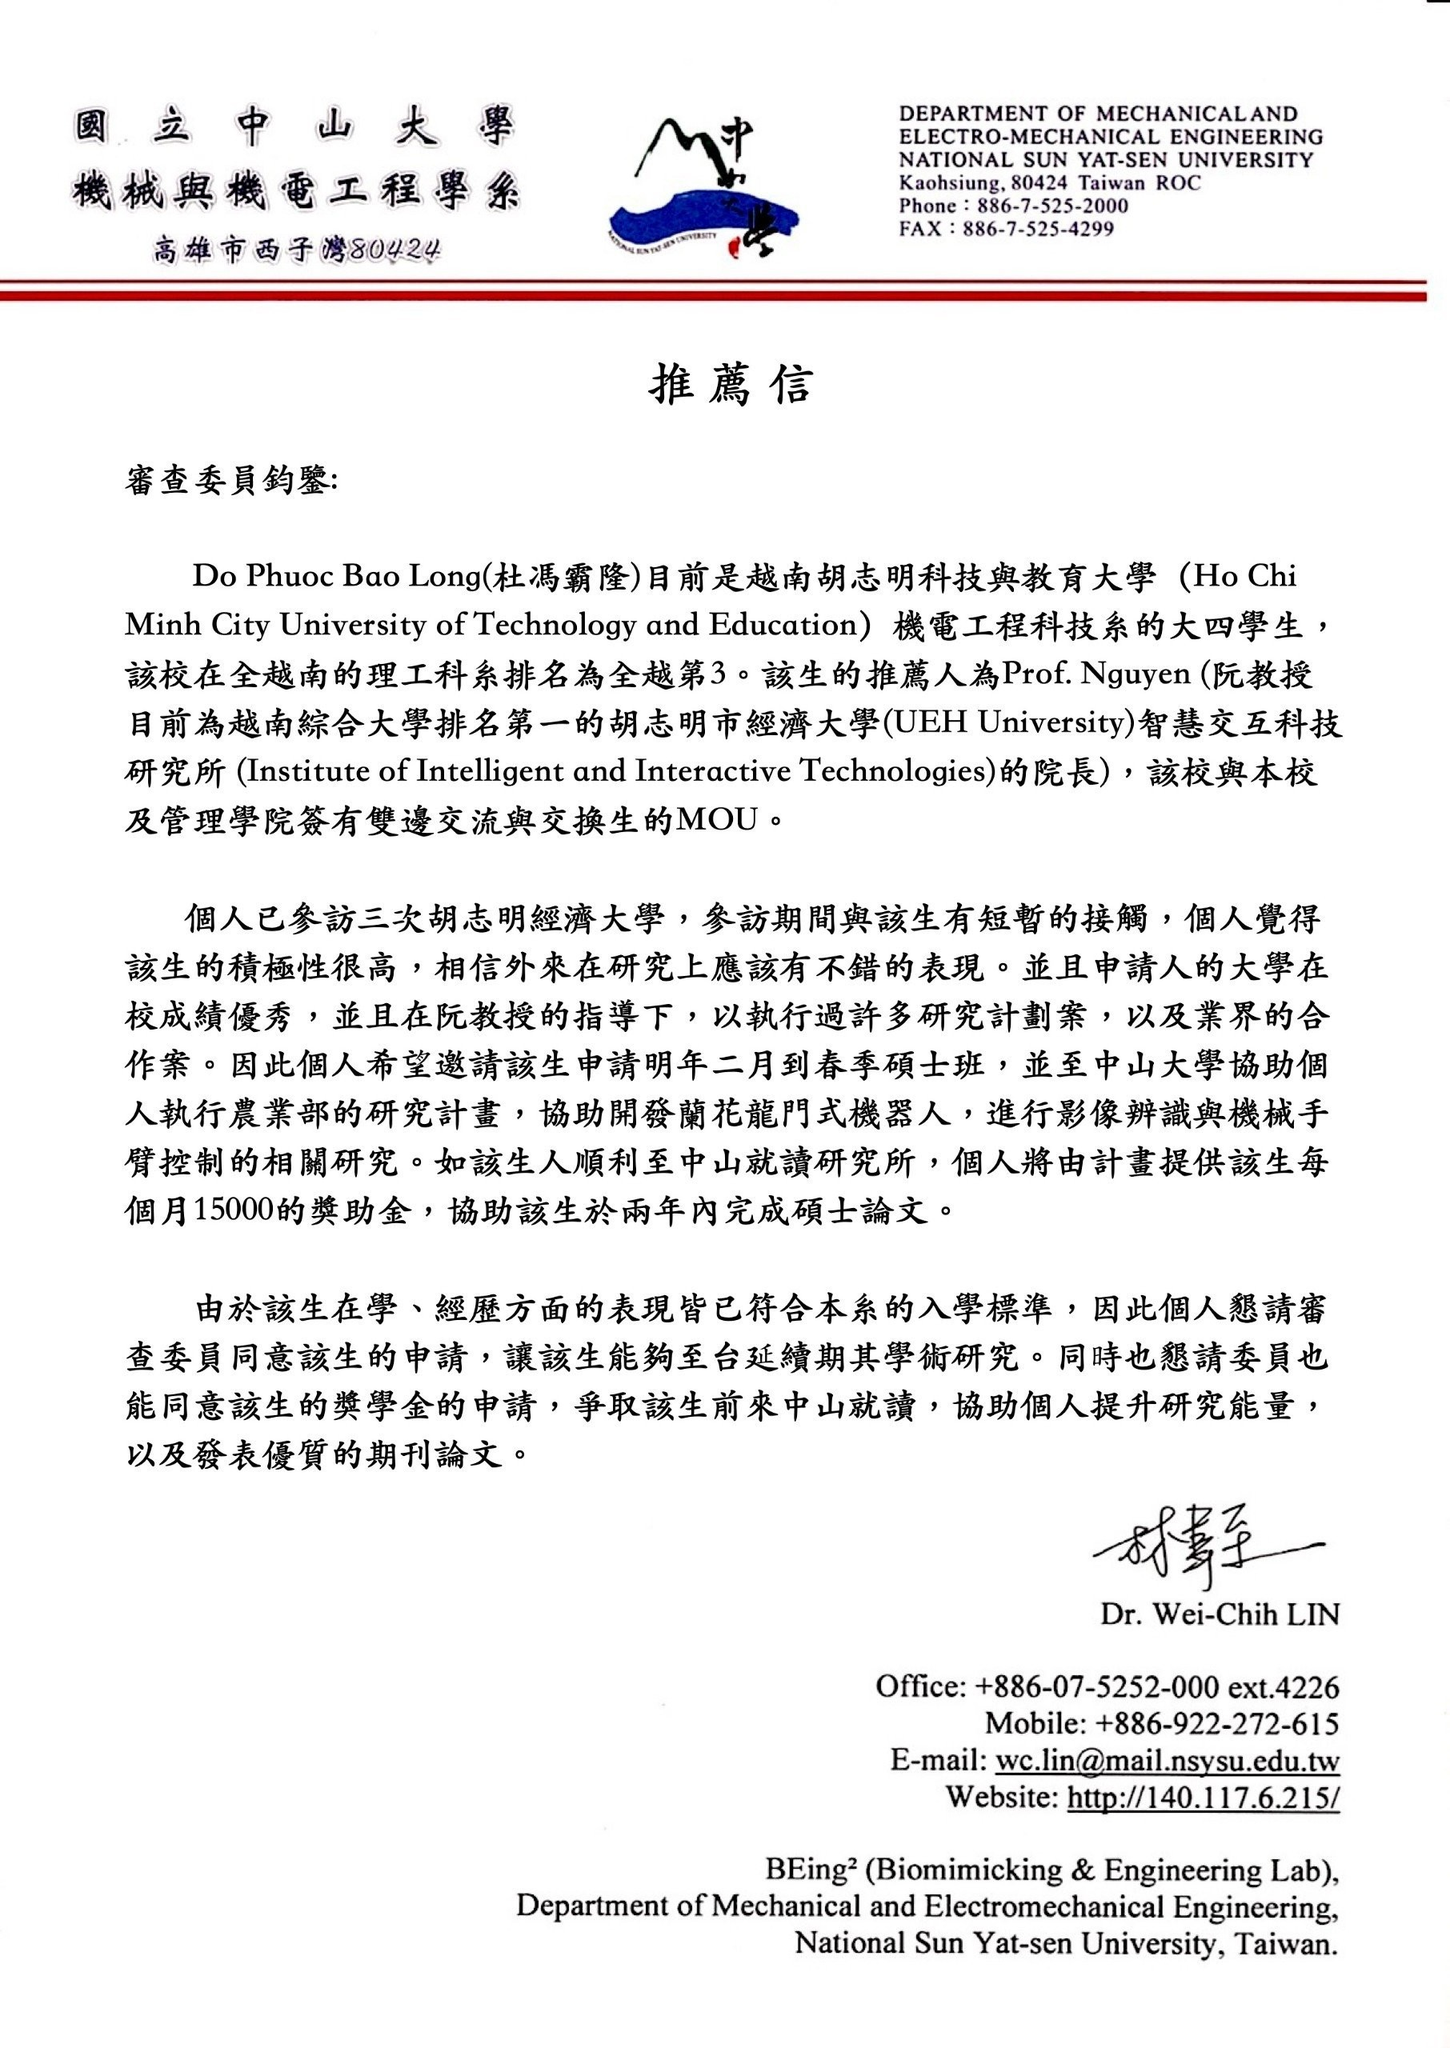 國立中山大學
機械與機電工程學系
高雄市西子灣80424
中山大學
NATIONAL SUN YAT-SEN UNIVERSITY
DEPARTMENT OF MECHANICAL AND
ELECTRO-MECHANICAL ENGINEERING
NATIONAL SUN YAT-SEN UNIVERSITY
Kaohsiung, 80424 Taiwan ROC
Phone：886-7-525-2000
FAX：886-7-525-4299
推薦信
審查委員鈞鑒:
Do Phuoc Bao Long(杜馮霸隆)目前是越南胡志明科技與教育大學（Ho Chi
Minh City University of Technology and Education）機電工程科技系的大四學生，
該校在全越南的理工科系排名為全越第3。該生的推薦人為Prof. Nguyen (阮教授
目前為越南綜合大學排名第一的胡志明市經濟大學(UEH University)智慧交互科技
研究所 (Institute of Intelligent and Interactive Technologies)的院長)，該校與本校
及管理學院簽有雙邊交流與交換生的MOU。
個人已參訪三次胡志明經濟大學，參訪期間與該生有短暫的接觸，個人覺得
該生的積極性很高，相信外來在研究上應該有不錯的表現。並且申請人的大學在
校成績優秀，並且在阮教授的指導下，以執行過許多研究計劃案，以及業界的合
作案。因此個人希望邀請該生申請明年二月到春季碩士班，並至中山大學協助個
人執行農業部的研究計畫，協助開發蘭花龍門式機器人，進行影像辨識與機械手
臂控制的相關研究。如該生人順利至中山就讀研究所，個人將由計畫提供該生每
個月15000的獎助金，協助該生於兩年內完成碩士論文。
由於該生在學、經歷方面的表現皆已符合本系的入學標準，因此個人懇請審
查委員同意該生的申請，讓該生能夠至台延續期其學術研究。同時也懇請委員也
能同意該生的獎學金的申請，爭取該生前來中山就讀，協助個人提升研究能量，
以及發表優質的期刊論文。
林韋至
Dr. Wei-Chih LIN
Office: +886-07-5252-000 ext.4226
Mobile: +886-922-272-615
E-mail: wc.lin@mail.nsysu.edu.tw
Website: http://140.117.6.215/
BEing² (Biomimicking & Engineering Lab),
Department of Mechanical and Electromechanical Engineering,
National Sun Yat-sen University, Taiwan.